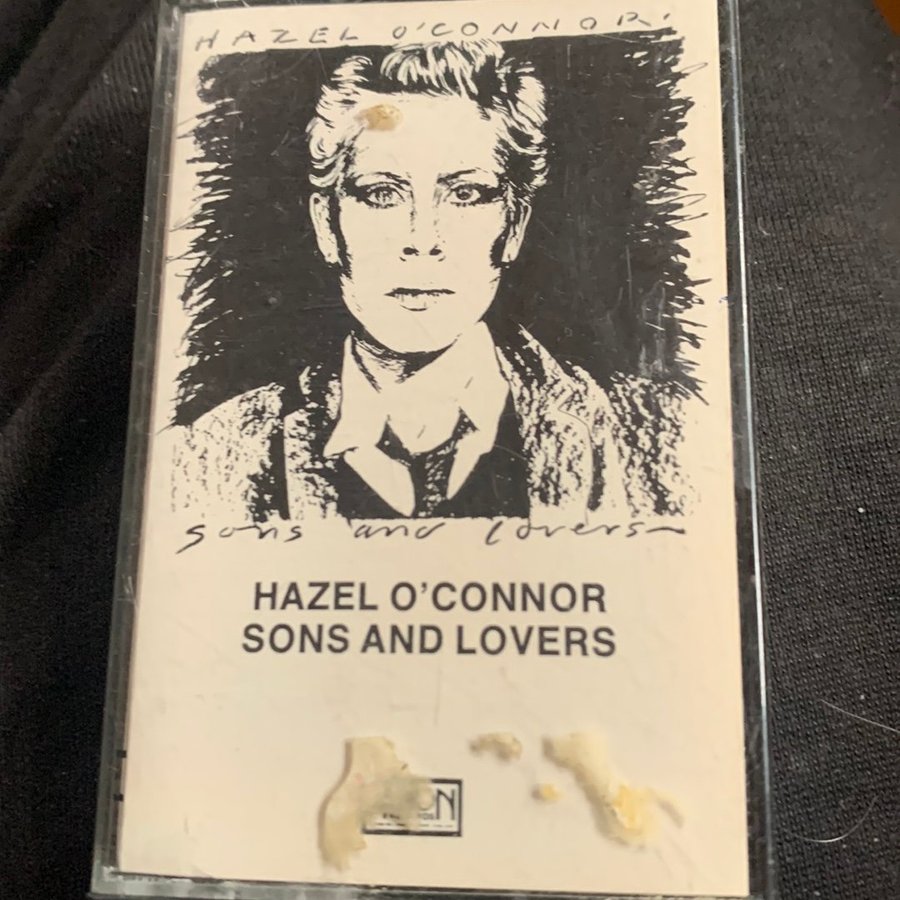 HAZEL O'CONNOR.
sons and lovers
HAZEL O'CONNOR
SONS AND LOVERS